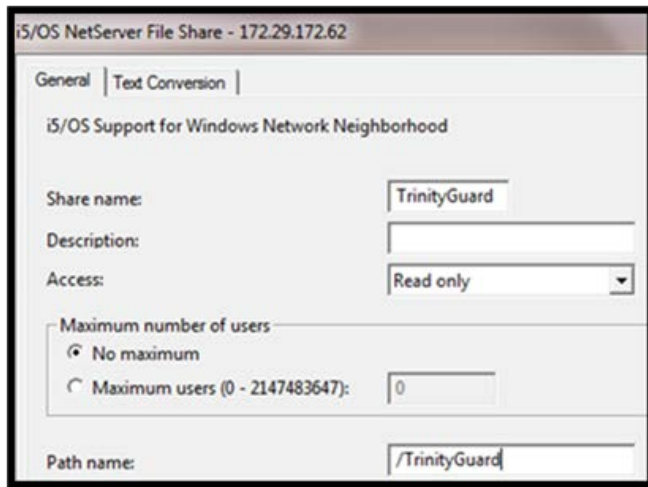 i5/OS NetServer File Share - 172.29.172.62
General Text Conversion
i5/OS Support for Windows Network Neighborhood
Share name: TrinityGuard
Description:
Access: Read only
Maximum number of users
No maximum
Maximum users (0 - 2147483647): 0
Path name: /TrinityGuard